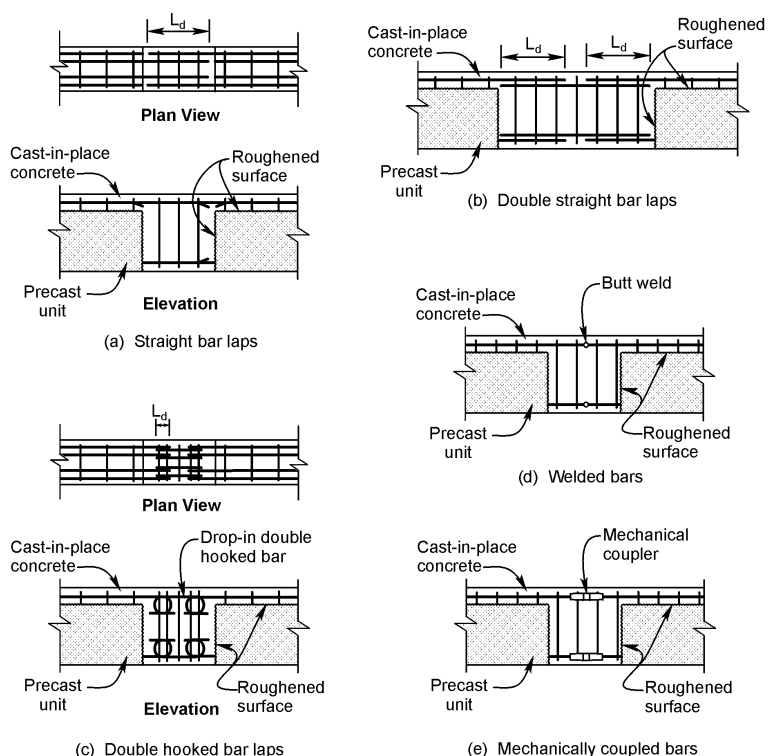 Ld
Plan View
Cast-in-place
concrete
Roughened
surface
Precast
unit
Elevation
(a) Straight bar laps
Cast-in-place
concrete
Ld
Ld
Roughened
surface
Precast
unit
(b) Double straight bar laps
Ld
Plan View
Drop-in double
hooked bar
Cast-in-place
concrete
Precast
unit
Elevation
Roughened
surface
(c) Double hooked bar laps
Butt weld
Cast-in-place
concrete
Precast
unit
Roughened
surface
(d) Welded bars
Mechanical
coupler
Cast-in-place
concrete
Precast
unit
Roughened
surface
(e) Mechanically coupled bars